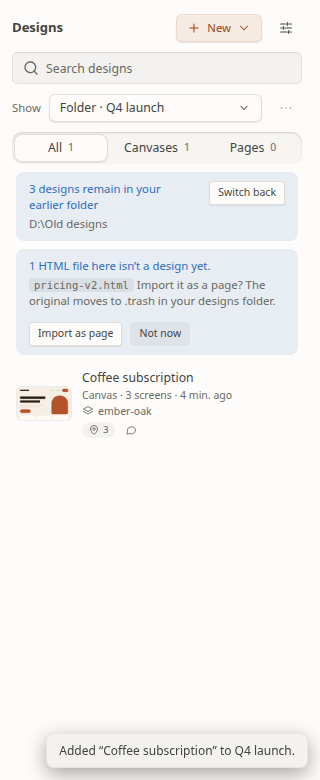 Designs
New
Search designs
Show
Folder · Q4 launch
...
All 1
Canvases 1
Pages 0
3 designs remain in your
earlier folder
Switch back
D:\Old designs
1 HTML file here isn’t a design yet.
pricing-v2.html Import it as a page? The
original moves to .trash in your designs folder.
Import as page
Not now
Coffee subscription
Canvas · 3 screens · 4 min. ago
ember-oak
3
Added “Coffee subscription” to Q4 launch.